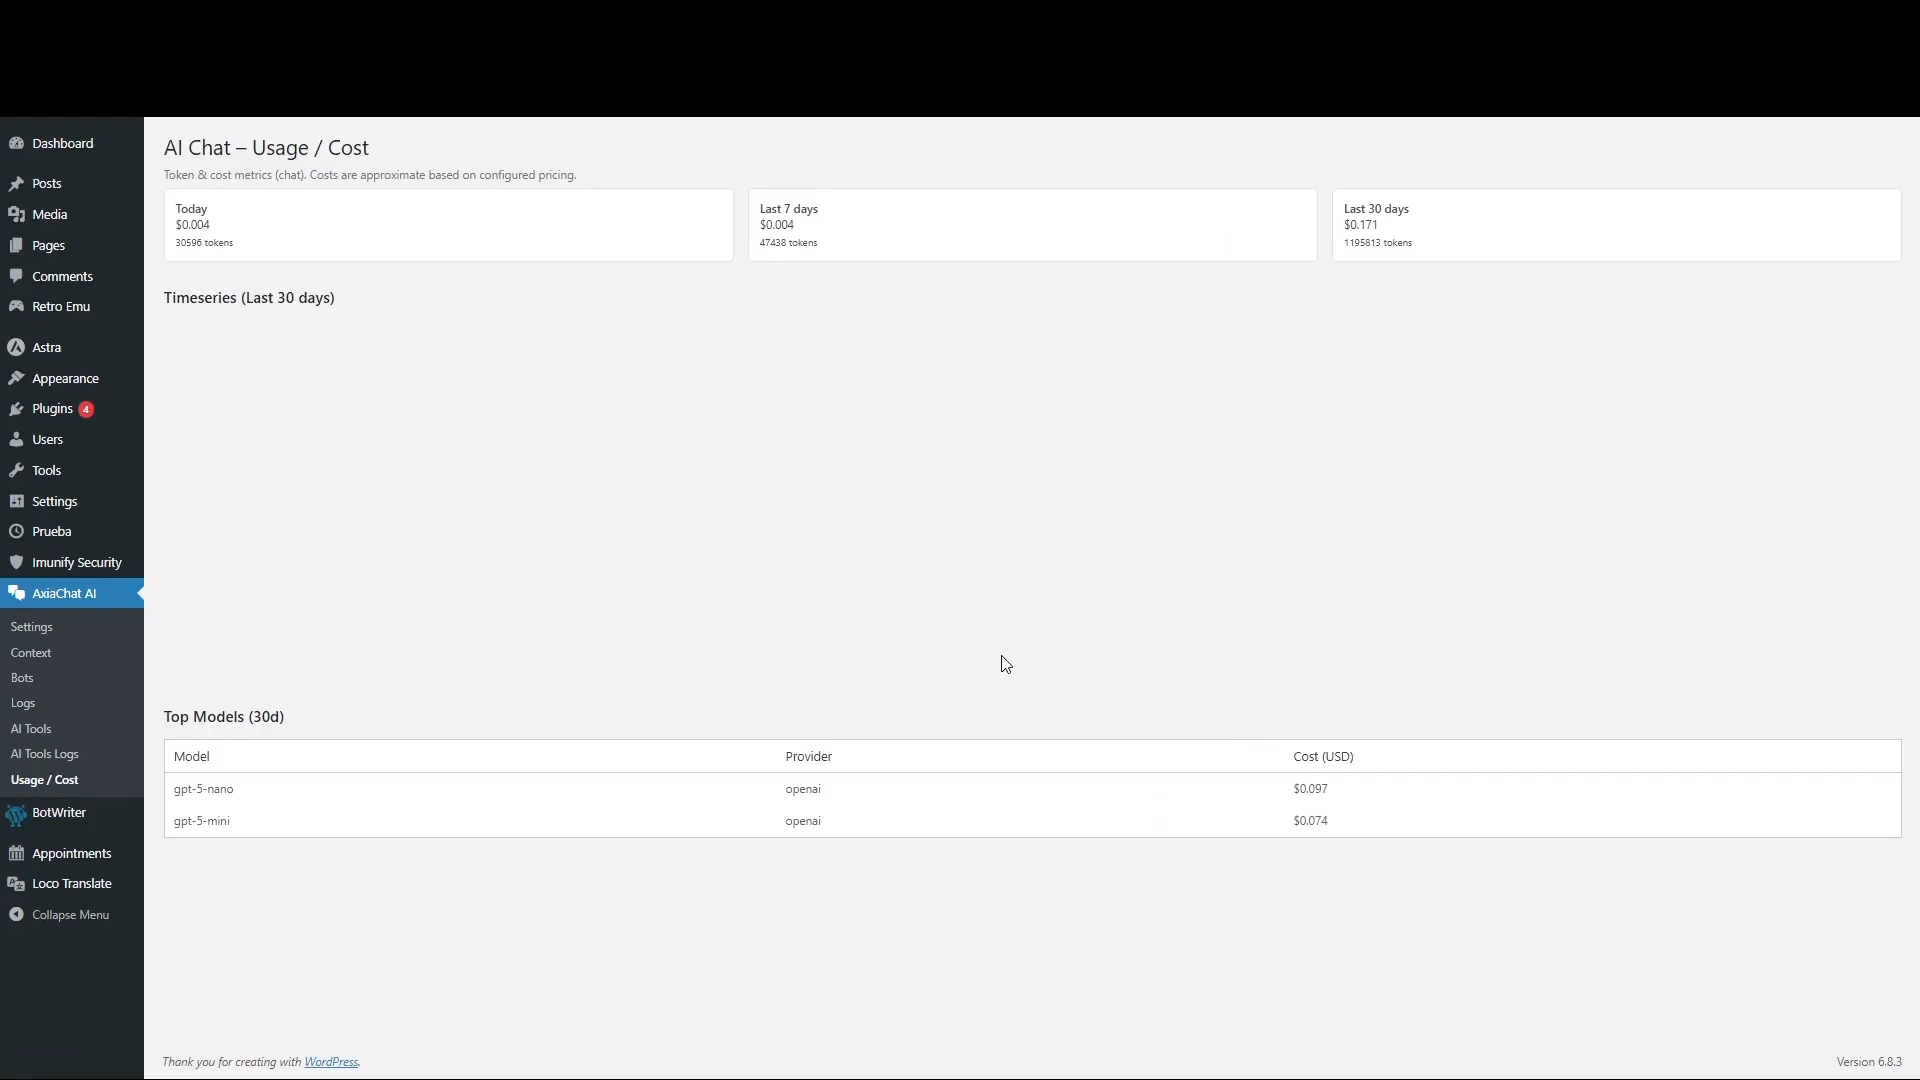 Dashboard
Posts
Media
Pages
Comments
Retro Emu
Astra
Appearance
Plugins 4
Users
Tools
Settings
Prueba
Imunify Security
AxiaChat AI
Settings
Context
Bots
Logs
AI Tools
AI Tools Logs
Usage / Cost
BotWriter
Appointments
Loco Translate
Collapse Menu
AI Chat – Usage / Cost
Token & cost metrics (chat). Costs are approximate based on configured pricing.
Today
$0.004
30596 tokens
Last 7 days
$0.004
47438 tokens
Last 30 days
$0.171
1195813 tokens
Timeseries (Last 30 days)
Top Models (30d)
Model Provider Cost (USD)
gpt-5-nano openai $0.097
gpt-5-mini openai $0.074
Thank you for creating with WordPress.
Version 6.8.3